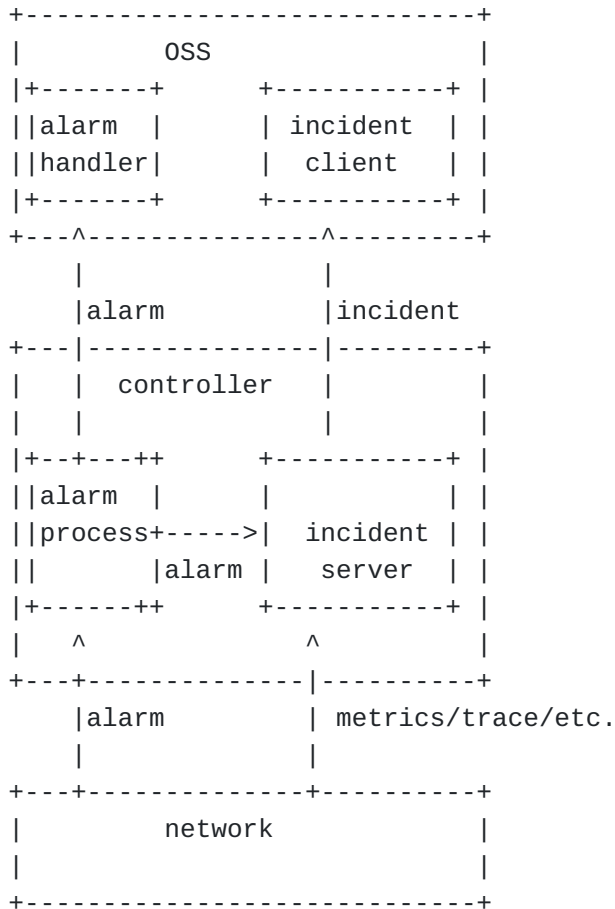 OSS
alarm incident
handler client
alarm incident
controller
alarm
process incident
alarm server
alarm metrics/trace/etc.
network